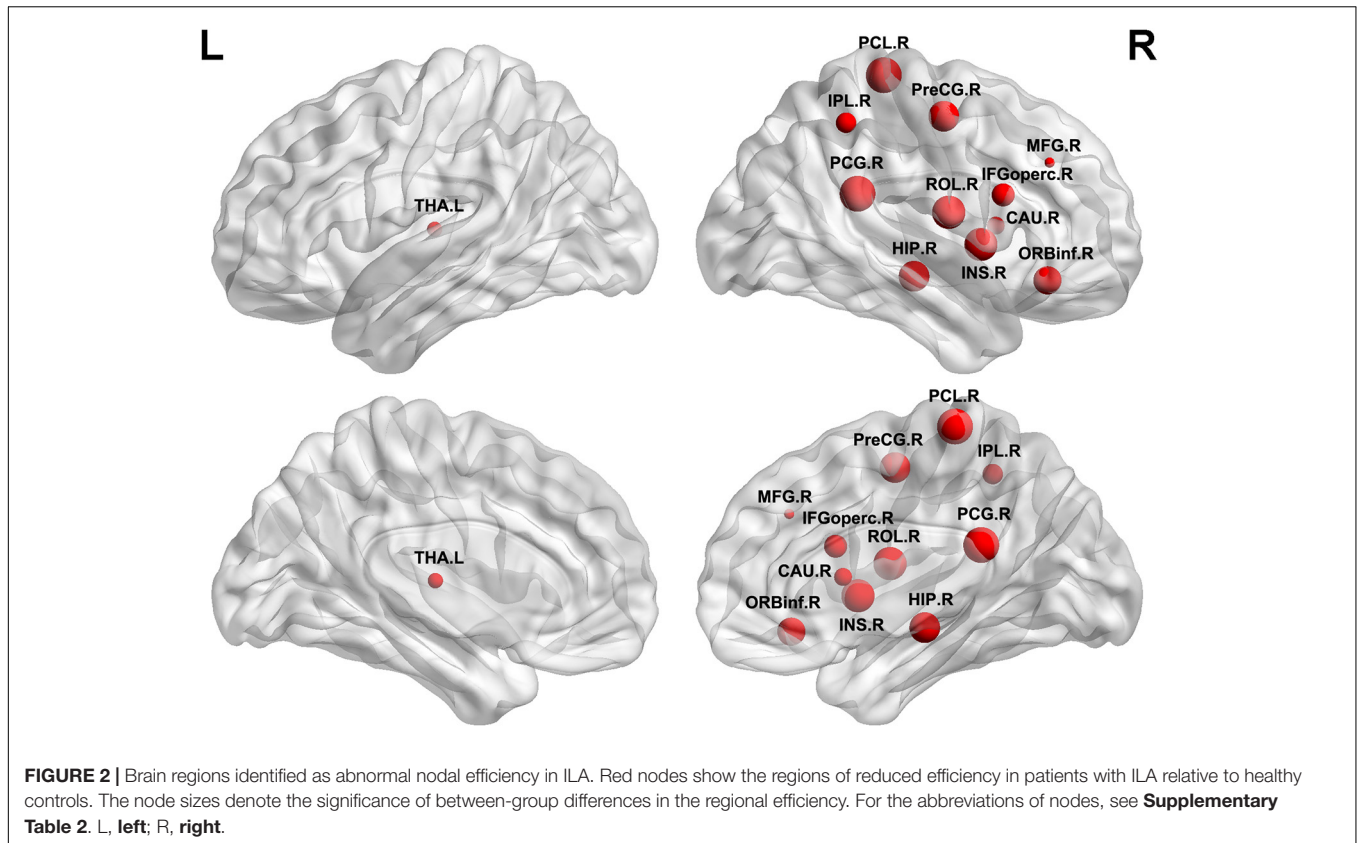 L
R
PCL.R
PreCG.R
IPL.R
MFG.R
PCG.R
IFGoperc.R
ROL.R
THA.L
CAU.R
HIP.R
ORBinf.R
INS.R
PCL.R
PreCG.R
IPL.R
MFG.R
IFGoperc.R
PCG.R
ROL.R
THA.L
CAU.R
ORBinf.R
HIP.R
INS.R
FIGURE 2 | Brain regions identified as abnormal nodal efficiency in ILA. Red nodes show the regions of reduced efficiency in patients with ILA relative to healthy
controls. The node sizes denote the significance of between-group differences in the regional efficiency. For the abbreviations of nodes, see Supplementary
Table 2. L, left; R, right.